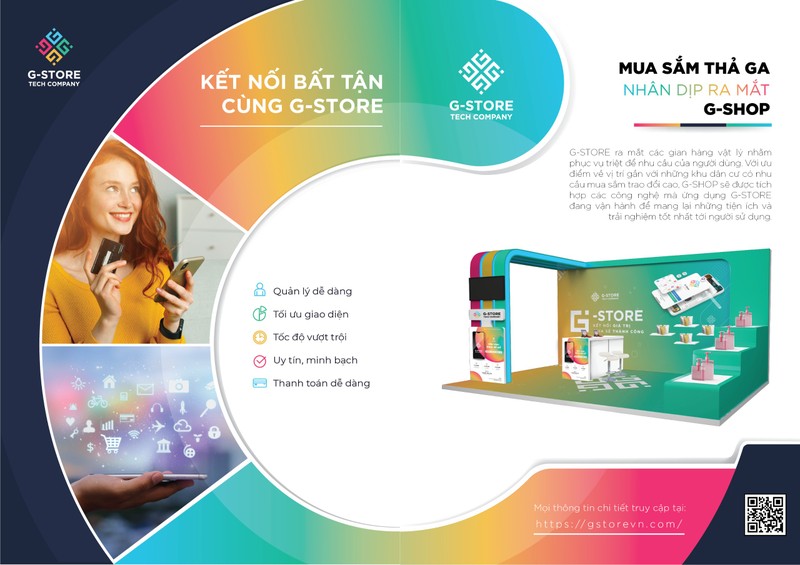 G-STORE
TECH COMPANY
KẾT NỐI BẤT TẬN
CÙNG G-STORE
G-STORE
TECH COMPANY
MUA SẮM THẢ GA
NHÂN DỊP RA MẮT
G-SHOP
G-STORE ra mắt các gian hàng vật lý nhằm
phục vụ triệt để nhu cầu của người dùng. Với ưu
điểm về vị trí gần với những khu dân cư có nhu
cầu mua sắm trao đổi cao, G-SHOP sẽ được tích
hợp các công nghệ mà ứng dụng G-STORE
đang vận hành để mang lại những tiện ích và
trải nghiệm tốt nhất tới người sử dụng.
Quản lý dễ dàng
Tối ưu giao diện
Tốc độ vượt trội
Uy tín, minh bạch
Thanh toán dễ dàng
G-STORE
G-STORE
-STORE
KẾT NỐI GIÁ TRỊ
Mọi thông tin chi tiết truy cập tại:
https://gstorevn.com/